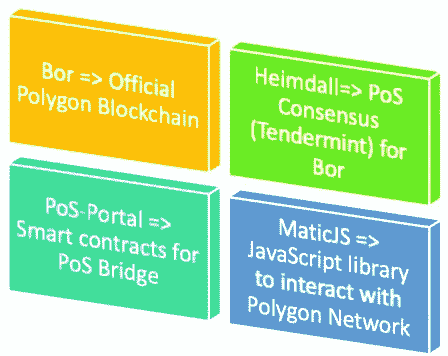 Bor => Official
Polygon Blockchain
Heimdall=> PoS
Consensus
(Tendermint) for
Bor
PoS-Portal =>
Smart contracts for
PoS Bridge
MaticJS =>
JavaScript library
to interact with
Polygon Network